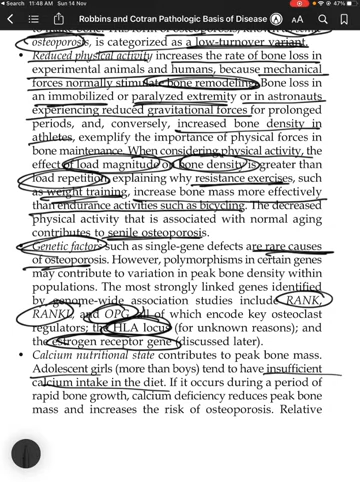 Search 11:48 AM Sun 14 Nov 47%
Robbins and Cotran Pathologic Basis of Disease
AA
to make bone. This form of osteoporosis, known as senile
osteoporosis, is categorized as a low-turnover variant.
• Reduced physical activity increases the rate of bone loss in
experimental animals and humans, because mechanical
forces normally stimulate bone remodeling. Bone loss in
an immobilized or paralyzed extremity or in astronauts
experiencing reduced gravitational forces for prolonged
periods, and, conversely, increased bone density in
athletes, exemplify the importance of physical forces in
bone maintenance. When considering physical activity, the
effect of load magnitude on bone density is greater than
load repetition, explaining why resistance exercises, such
as weight training, increase bone mass more effectively
than endurance activities such as bicycling. The decreased
physical activity that is associated with normal aging
contributes to senile osteoporosis.
• Genetic factors such as single-gene defects are rare causes
of osteoporosis. However, polymorphisms in certain genes
may contribute to variation in peak bone density within
populations. The most strongly linked genes identified
by genome-wide association studies include RANK,
RANKL, and OPG, all of which encode key osteoclast
regulators; the HLA locus (for unknown reasons); and
the estrogen receptor gene (discussed later).
• Calcium nutritional state contributes to peak bone mass.
Adolescent girls (more than boys) tend to have insufficient
calcium intake in the diet. If it occurs during a period of
rapid bone growth, calcium deficiency reduces peak bone
mass and increases the risk of osteoporosis. Relative